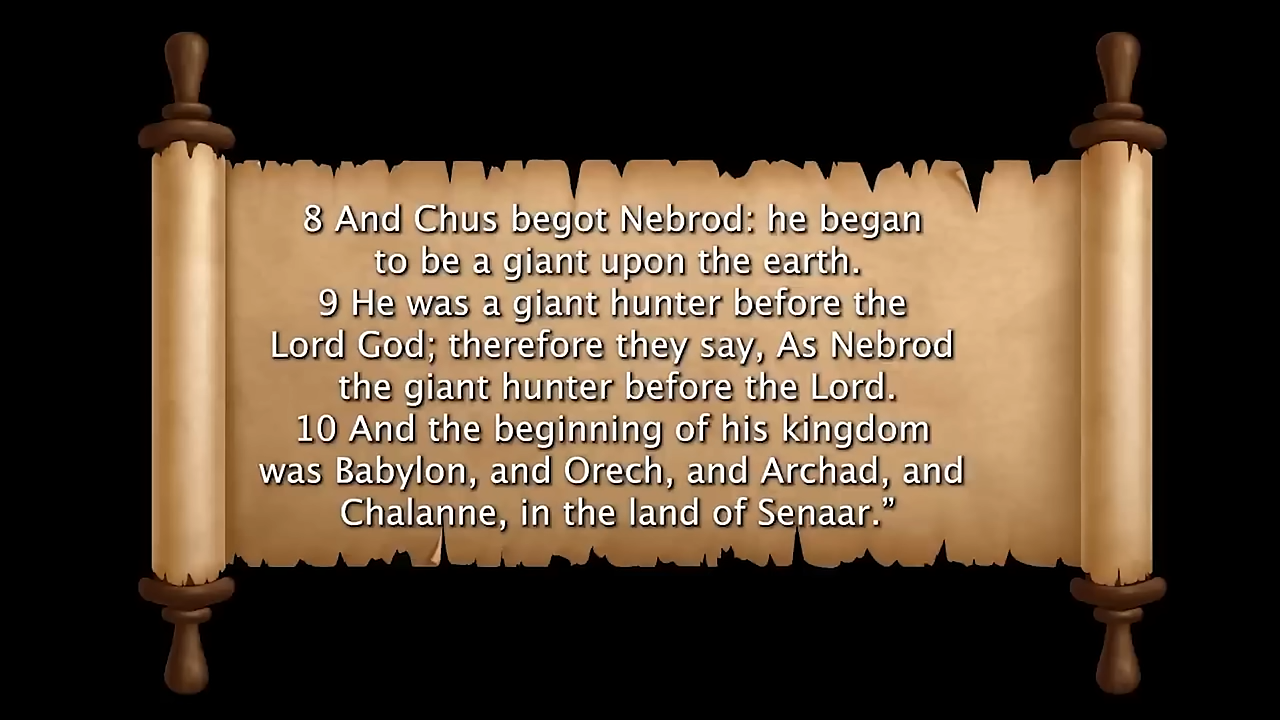 8 And Chus begot Nebrod: he began
to be a giant upon the earth.
9 He was a giant hunter before the
Lord God; therefore they say, As Nebrod
the giant hunter before the Lord.
10 And the beginning of his kingdom
was Babylon, and Orech, and Archad, and
Chalanne, in the land of Senaar.”